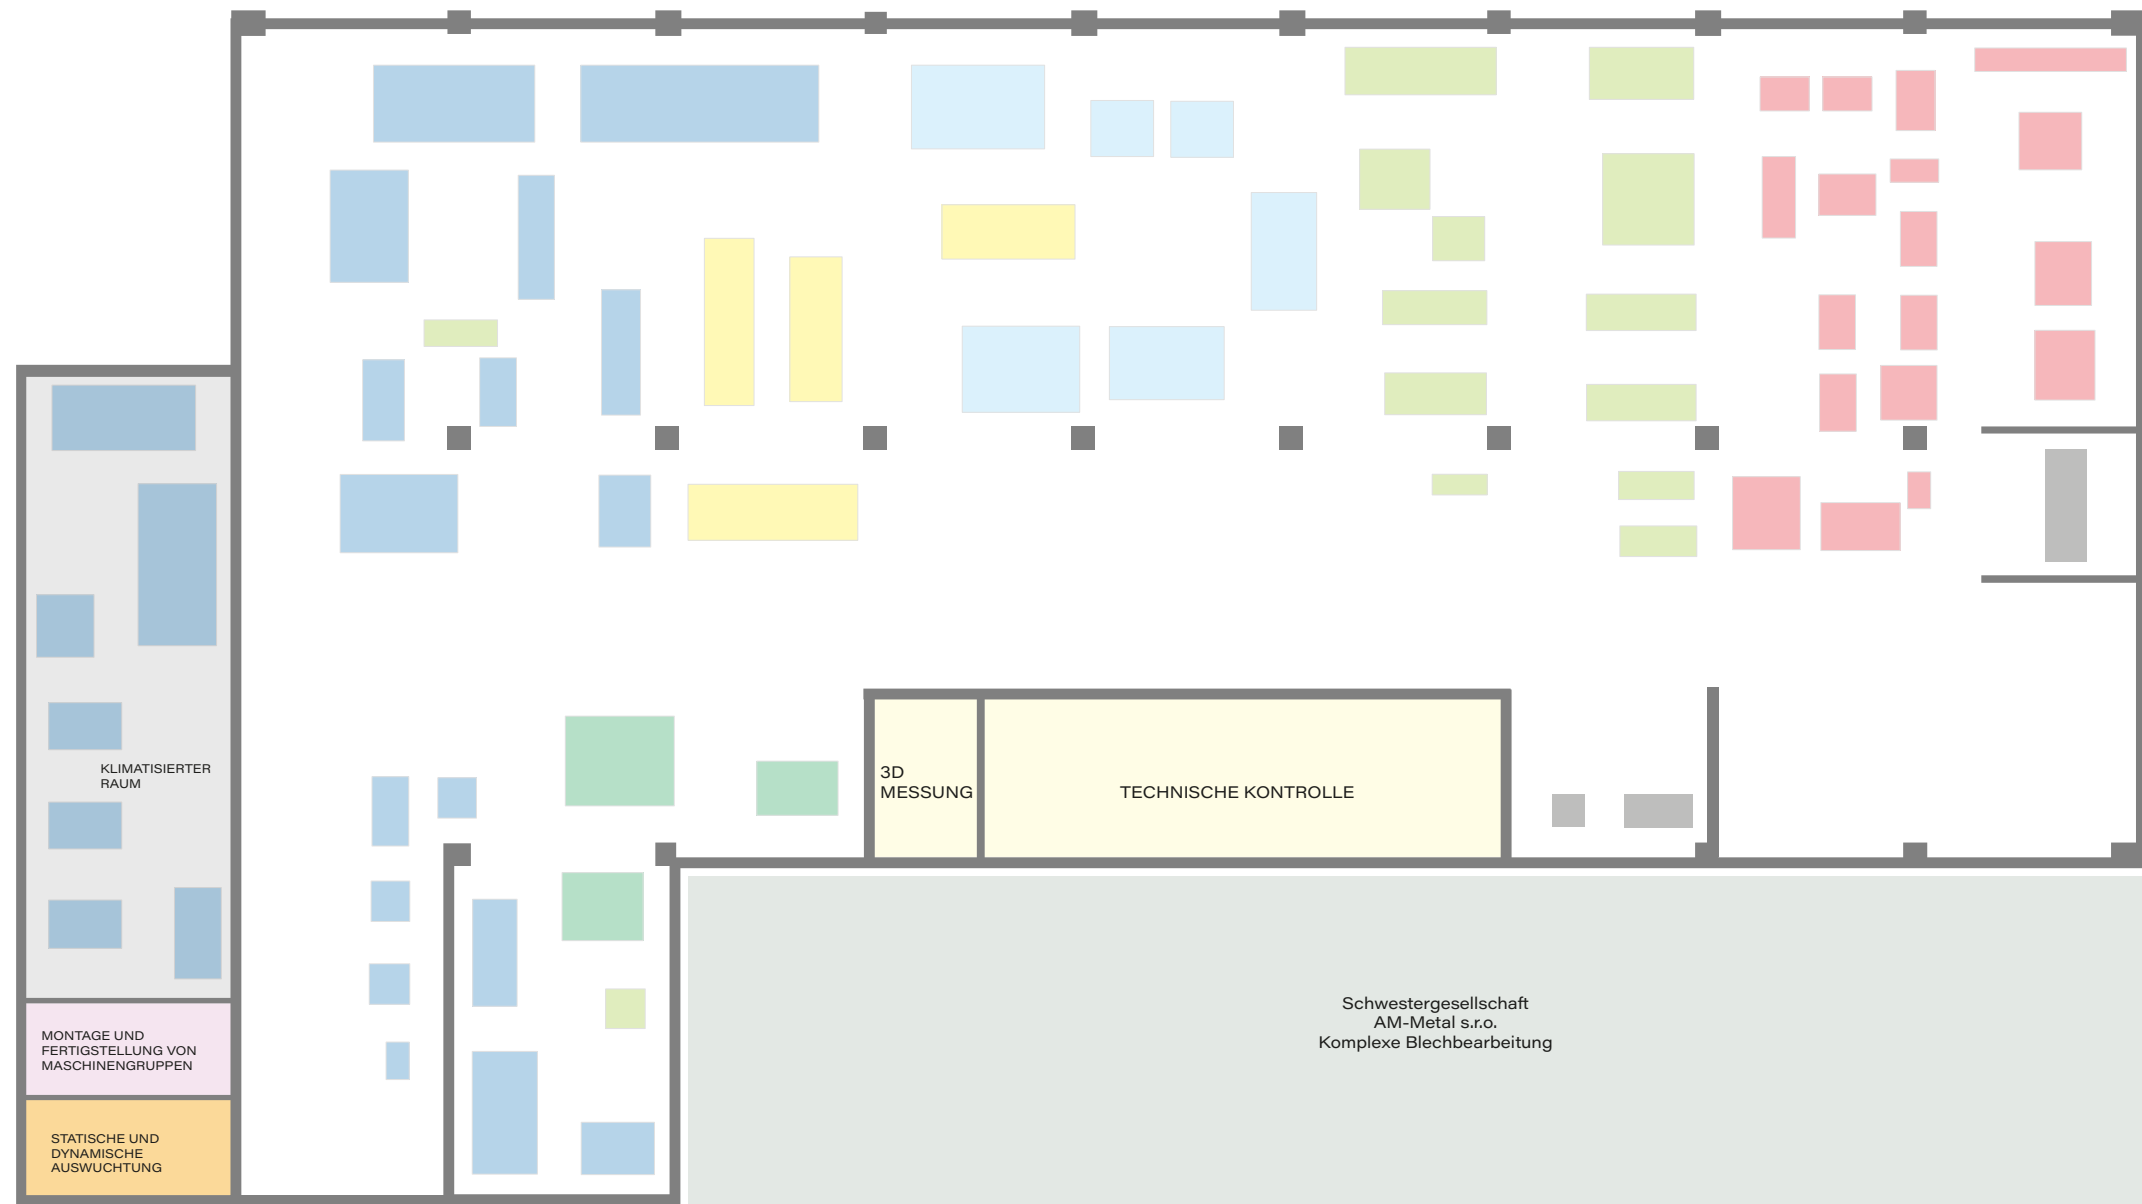 KLIMATISIERTER
RAUM
3D
MESSUNG
TECHNISCHE KONTROLLE
Schwestergesellschaft
AM-Metal s.r.o.
Komplexe Blechbearbeitung
MONTAGE UND
FERTIGSTELLUNG VON
MASCHINENGRUPPEN
STATISCHE UND
DYNAMISCHE
AUSWUCHTUNG